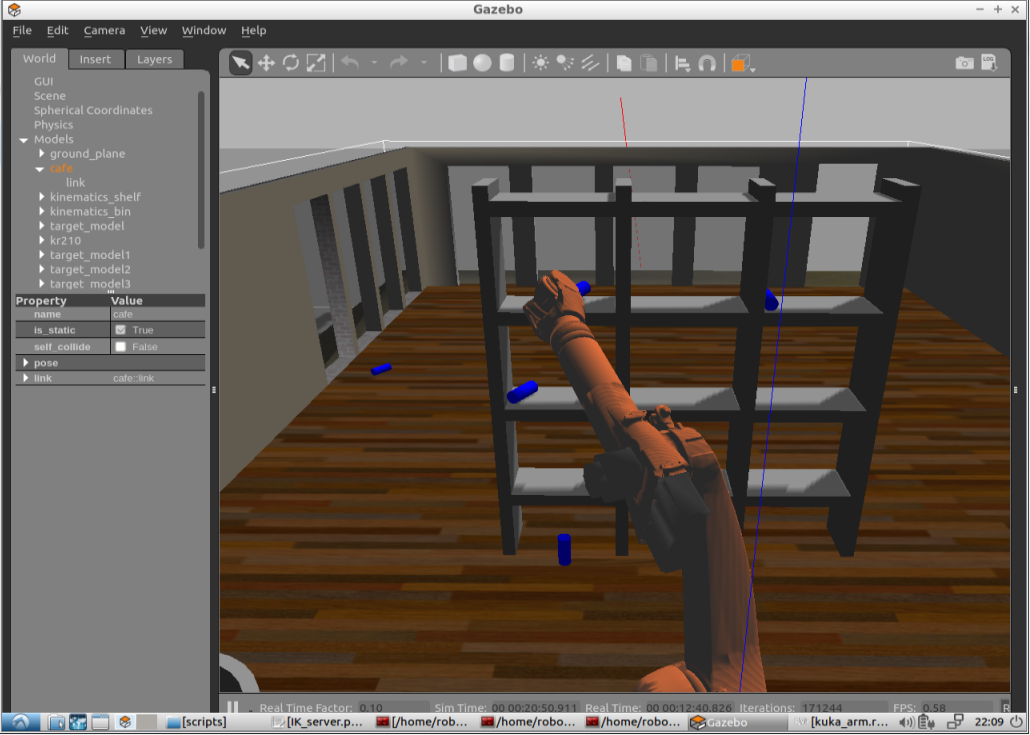 Gazebo
File Edit Camera View Window Help
World Insert Layers
GUI
Scene
Spherical Coordinates
Physics
Models
ground_plane
cafe
link
kinematics_shelf
kinematics_bin
target_model
kr210
target_model1
target_model2
target_model3
Property Value
name cafe
is_static True
self_collide False
pose
link cafe::link
LOG
Real Time Factor: 0.10 Sim Time: 00 00:20:50.911 Real Time: 00 00:12:40.826 Iterations: 171244 FPS: 0.58 R
[scripts] [IK_server.p... [/home/robo... /home/robo... /home/robo... Gazebo [kuka_arm.r... 22:09